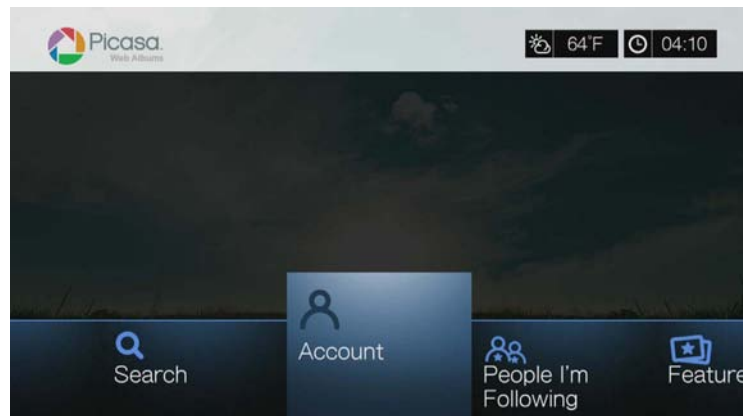 Picasa.
Web Albums
64°F
04:10
Search
Account
People I'm
Following
Feature